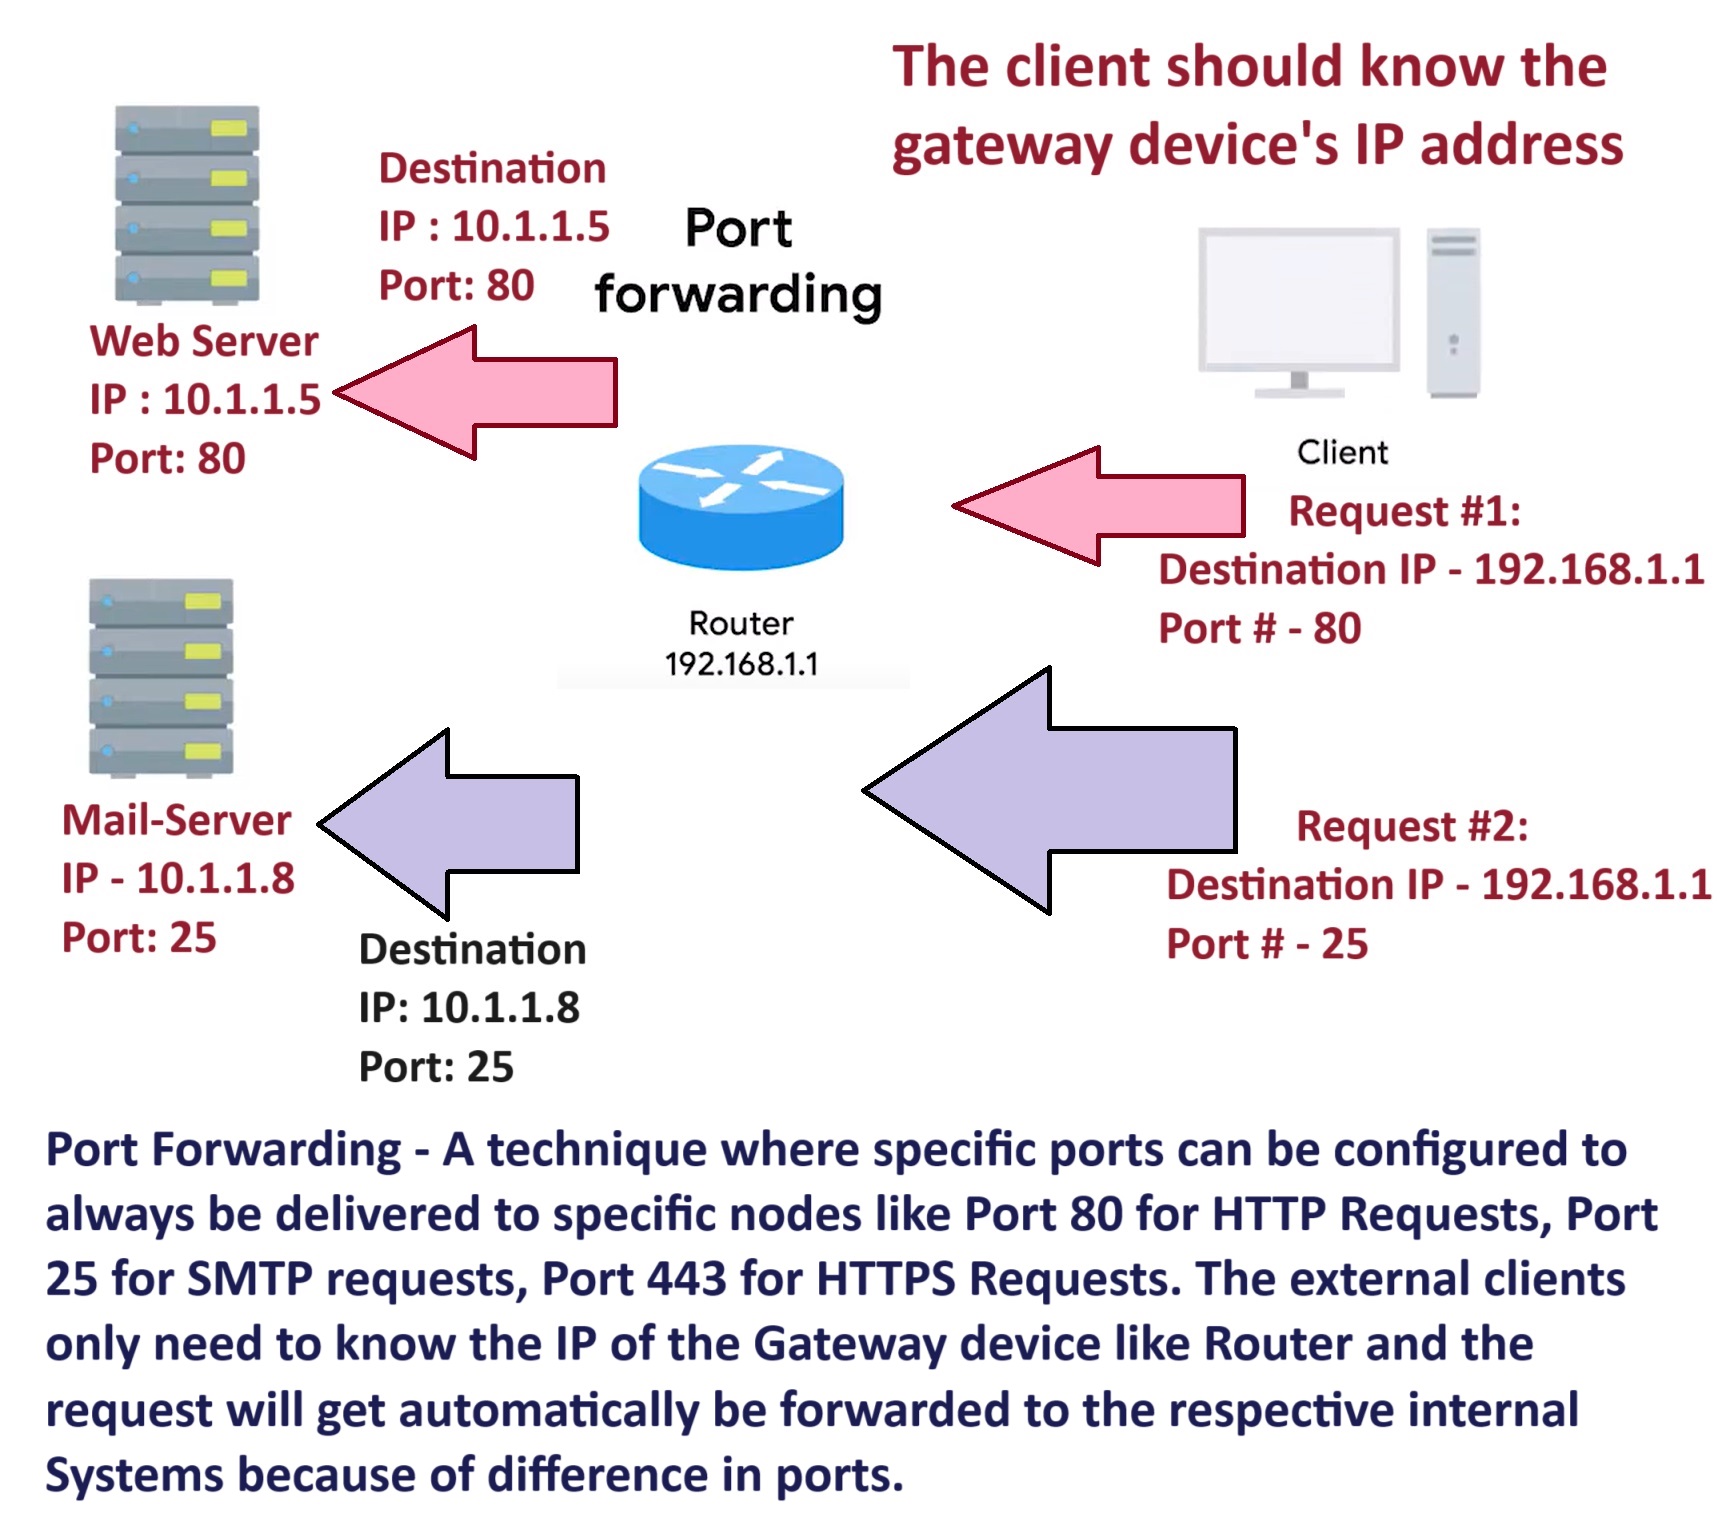 The client should know the
gateway device's IP address
Destination
IP : 10.1.1.5
Port: 80
Port
forwarding
Web Server
IP : 10.1.1.5
Port: 80
Client
Request #1:
Destination IP - 192.168.1.1
Port # - 80
Router
192.168.1.1
Mail-Server
IP - 10.1.1.8
Port: 25
Request #2:
Destination IP - 192.168.1.1
Port # - 25
Destination
IP: 10.1.1.8
Port: 25
Port Forwarding - A technique where specific ports can be configured to
always be delivered to specific nodes like Port 80 for HTTP Requests, Port
25 for SMTP requests, Port 443 for HTTPS Requests. The external clients
only need to know the IP of the Gateway device like Router and the
request will get automatically be forwarded to the respective internal
Systems because of difference in ports.